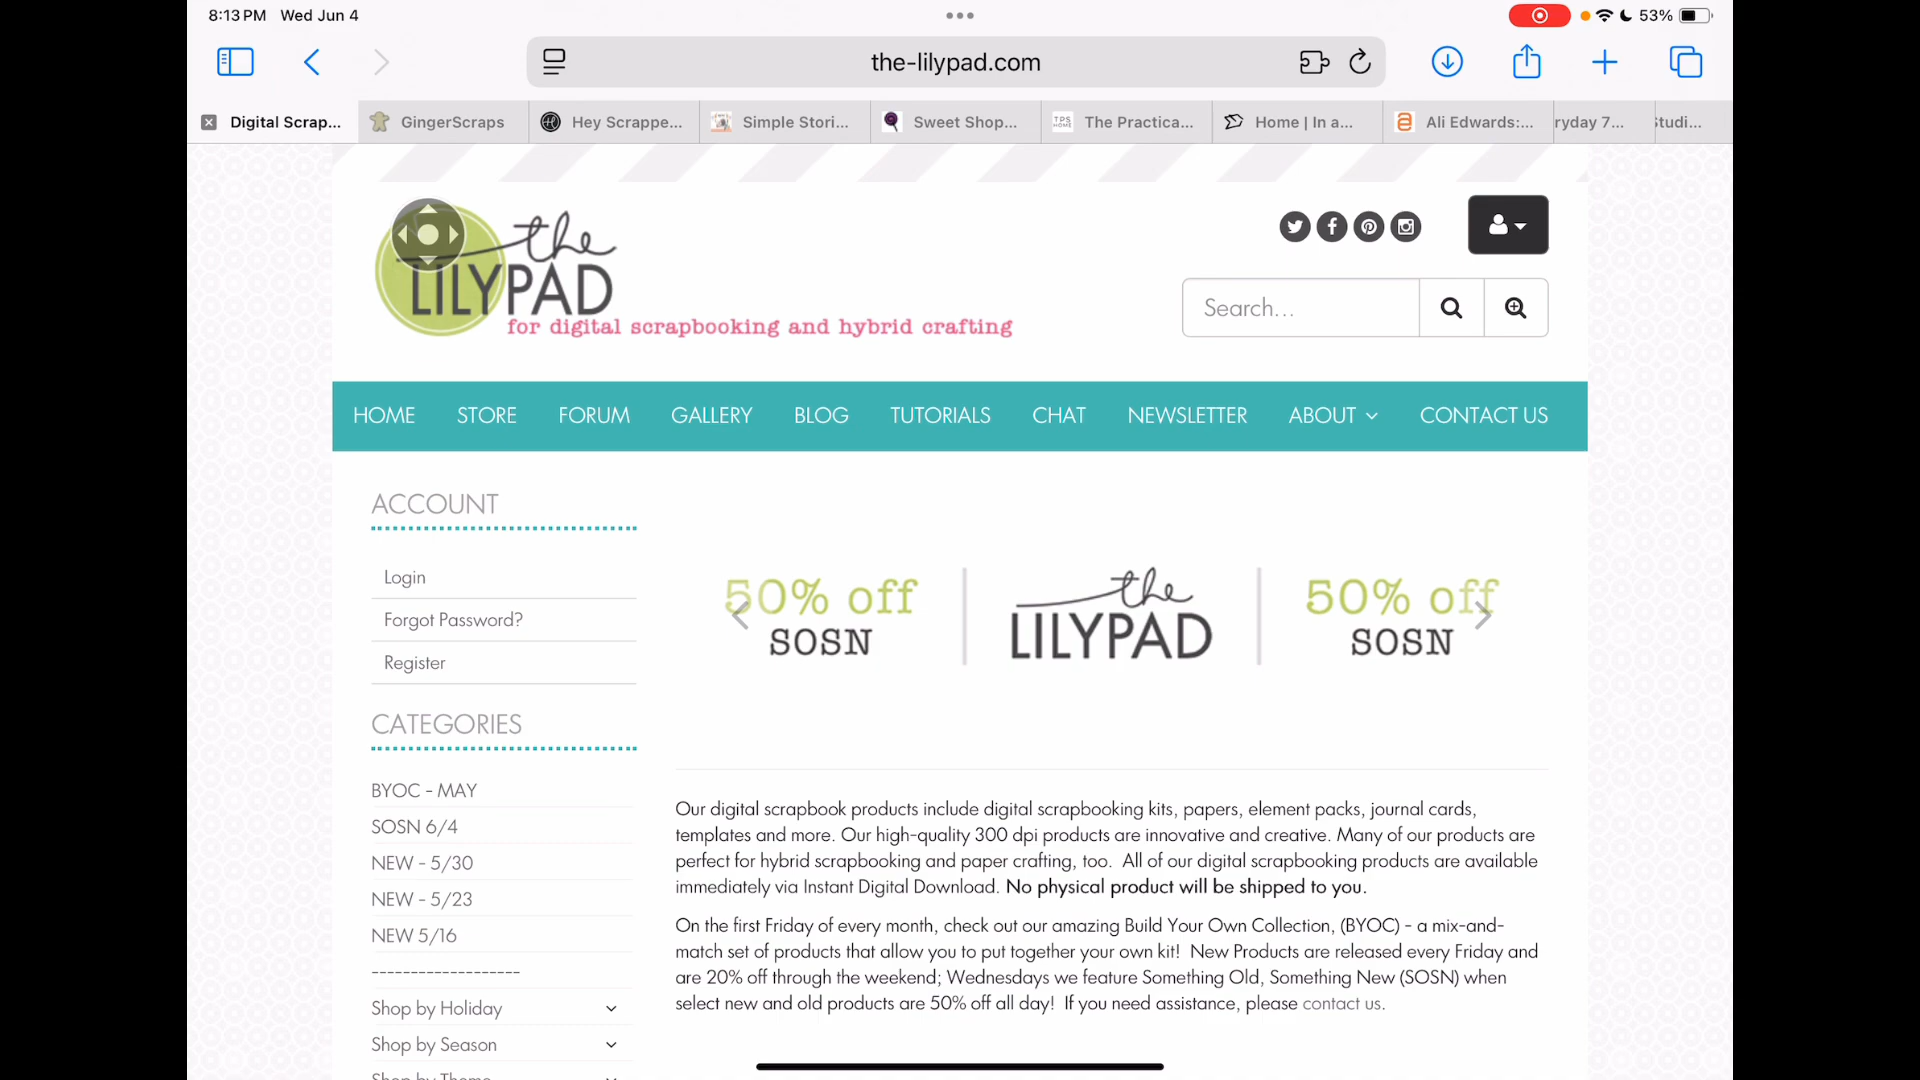 8:13 PM Wed Jun 4
53%
the-lilypad.com
Digital Scrap...
GingerScraps
Hey Scrappe...
Simple Stori...
Sweet Shop...
The Practica...
Home | In a...
Ali Edwards:...
ryday 7...
Studi...
the
LILYPAD
for digital scrapbooking and hybrid crafting
Search...
HOME STORE FORUM GALLERY BLOG TUTORIALS CHAT NEWSLETTER ABOUT CONTACT US
ACCOUNT
Login
Forgot Password?
Register
CATEGORIES
BYOC - MAY
SOSN 6/4
NEW - 5/30
NEW - 5/23
NEW 5/16
-------------------
Shop by Holiday
Shop by Season
Shop by Theme
50% off
SOSN
the
LILYPAD
50% off
SOSN
Our digital scrapbook products include digital scrapbooking kits, papers, element packs, journal cards,
templates and more. Our high-quality 300 dpi products are innovative and creative. Many of our products are
perfect for hybrid scrapbooking and paper crafting, too. All of our digital scrapbooking products are available
immediately via Instant Digital Download. No physical product will be shipped to you.
On the first Friday of every month, check out our amazing Build Your Own Collection, (BYOC) - a mix-and-
match set of products that allow you to put together your own kit! New Products are released every Friday and
are 20% off through the weekend; Wednesdays we feature Something Old, Something New (SOSN) when
select new and old products are 50% off all day! If you need assistance, please contact us.